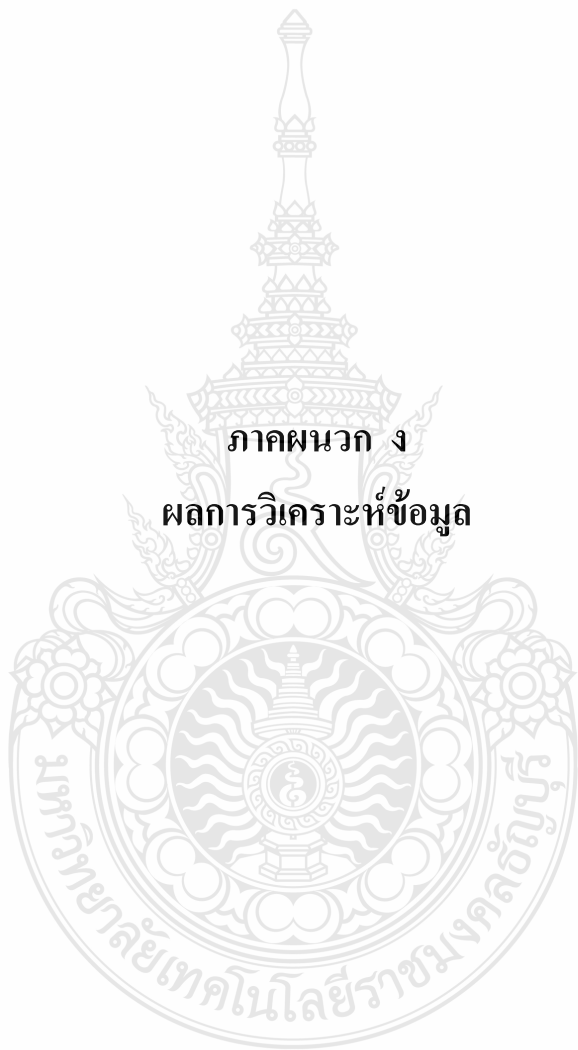 ภาคผนวก ง
ผลการวิเคราะห์ข้อมูล
มหาวิทยาลัยเทคโนโลยีราชมงคลธัญบุรี